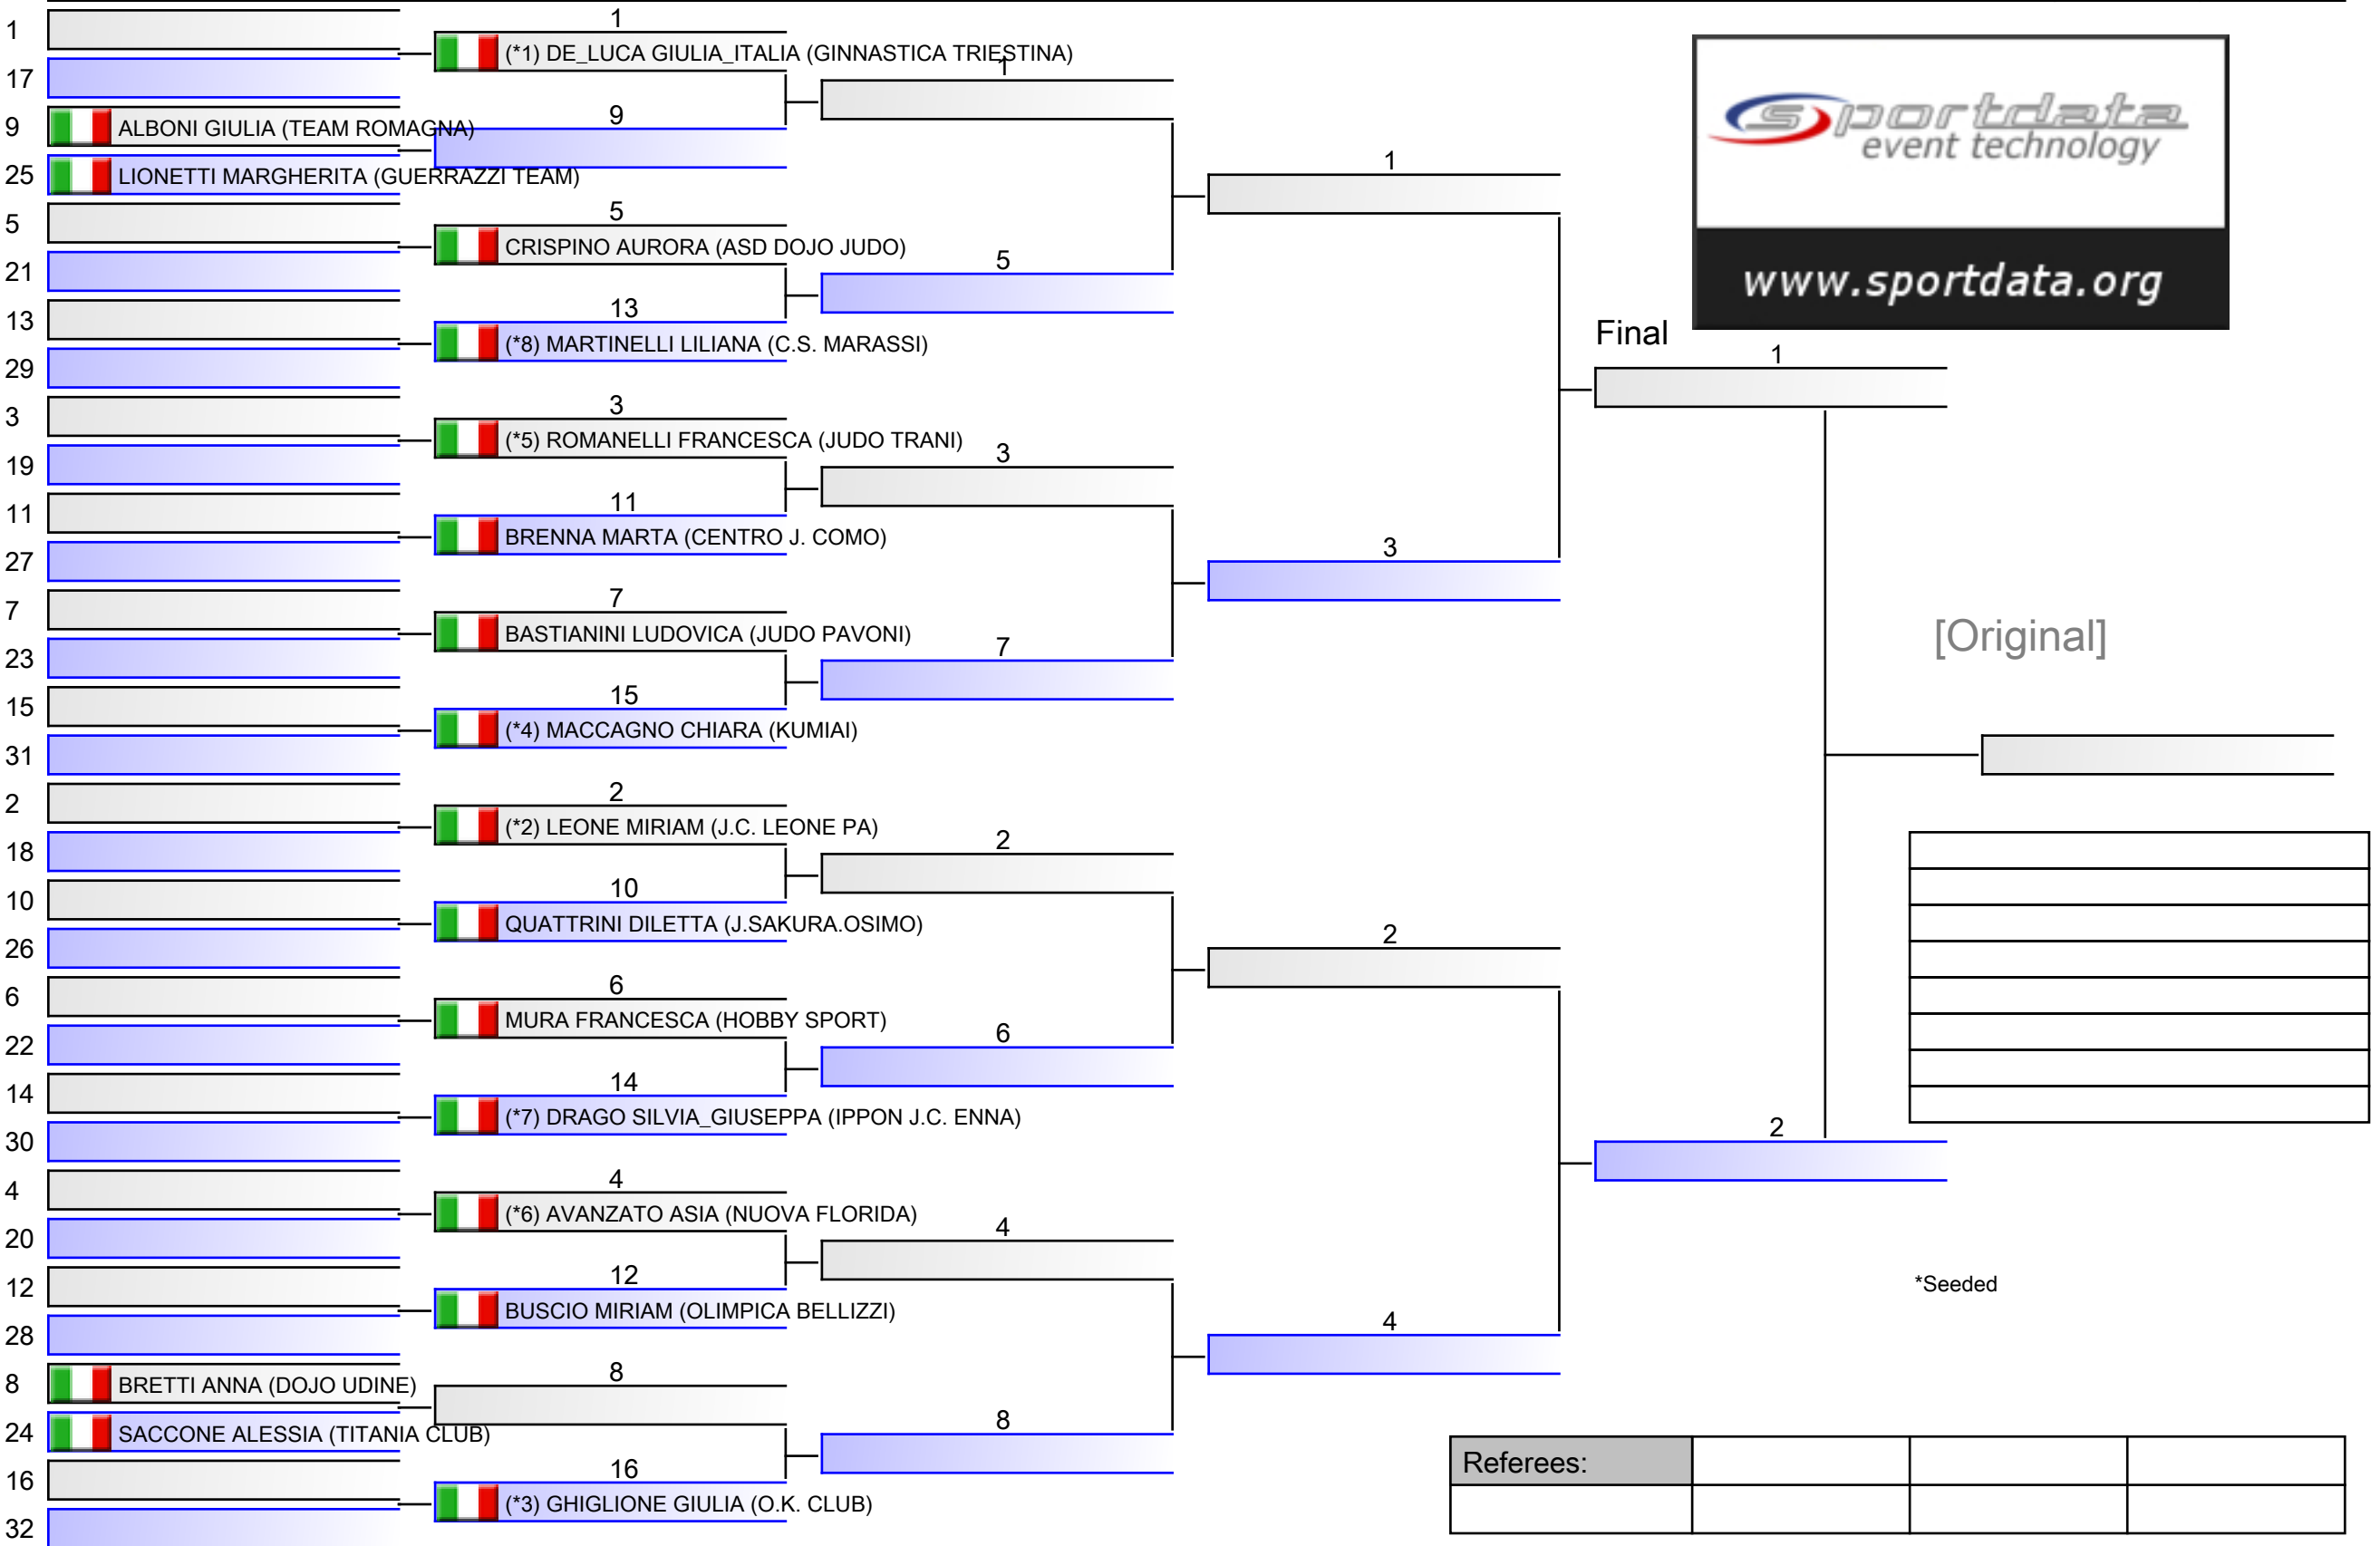 1
17
9 ALBONI GIULIA (TEAM ROMAGNA)
25 LIONETTI MARGHERITA (GUERRAZZI TEAM)
5
21
13
29
3
19
11
27
7
23
15
31
2
18
10
26
6
22
14
30
4
20
12
28
8 BRETTI ANNA (DOJO UDINE)
24 SACCONE ALESSIA (TITANIA CLUB)
16
32
1
(*1) DE_LUCA GIULIA_ITALIA (GINNASTICA TRIESTINA)
9
5
CRISPINO AURORA (ASD DOJO JUDO)
13
(*8) MARTINELLI LILIANA (C.S. MARASSI)
3
(*5) ROMANELLI FRANCESCA (JUDO TRANI)
11
BRENNA MARTA (CENTRO J. COMO)
7
BASTIANINI LUDOVICA (JUDO PAVONI)
15
(*4) MACCAGNO CHIARA (KUMIAI)
2
(*2) LEONE MIRIAM (J.C. LEONE PA)
10
QUATTRINI DILETTA (J.SAKURA.OSIMO)
6
MURA FRANCESCA (HOBBY SPORT)
14
(*7) DRAGO SILVIA_GIUSEPPA (IPPON J.C. ENNA)
4
(*6) AVANZATO ASIA (NUOVA FLORIDA)
12
BUSCIO MIRIAM (OLIMPICA BELLIZZI)
8
16
(*3) GHIGLIONE GIULIA (O.K. CLUB)
1
5
3
7
2
6
4
8
1
3
2
4
Final
1
2
sportdata
event technology
www.sportdata.org
[Original]
*Seeded
Referees: